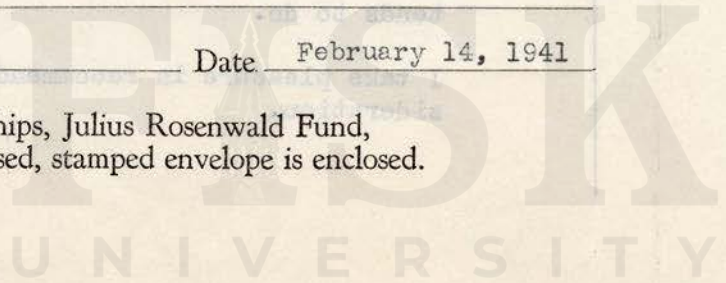 Date February 14, 1941
hips, Julius Rosenwald Fund,
sed, stamped envelope is enclosed.
FISK
UNIVERSITY